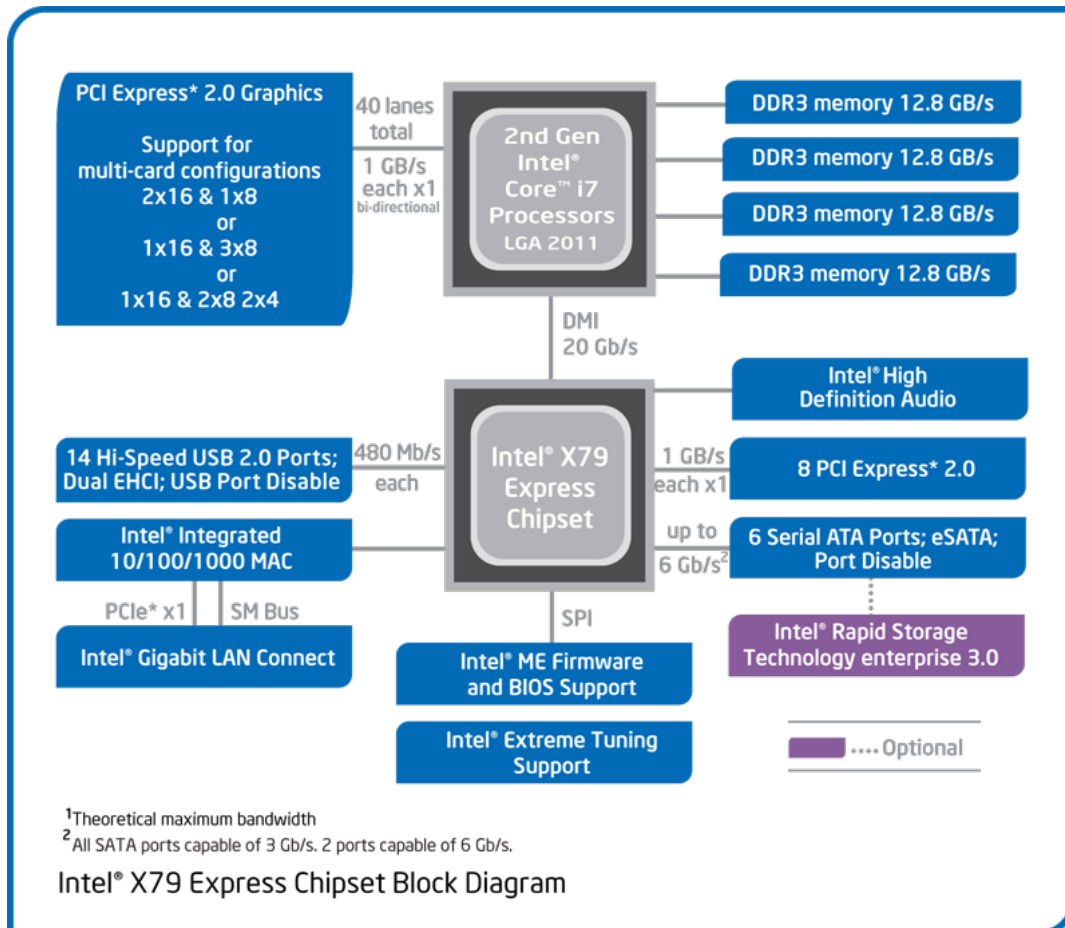 PCI Express* 2.0 Graphics
Support for
multi-card configurations
2x16 & 1x8
or
1x16 & 3x8
or
1x16 & 2x8 2x4
40 lanes
total
1 GB/s
each x1
bi-directional
2nd Gen
Intel®
Core™ i7
Processors
LGA 2011
DDR3 memory 12.8 GB/s
DDR3 memory 12.8 GB/s
DDR3 memory 12.8 GB/s
DDR3 memory 12.8 GB/s
DMI
20 Gb/s
Intel® High
Definition Audio
14 Hi-Speed USB 2.0 Ports;
Dual EHCI; USB Port Disable
480 Mb/s
each
Intel® X79
Express
Chipset
1 GB/s
each x1
8 PCI Express* 2.0
Intel® Integrated
10/100/1000 MAC
up to
6 Gb/s²
6 Serial ATA Ports; eSATA;
Port Disable
PCIe* x1
SM Bus
SPI
Intel® Gigabit LAN Connect
Intel® ME Firmware
and BIOS Support
Intel® Rapid Storage
Technology enterprise 3.0
Intel® Extreme Tuning
Support
Optional
¹Theoretical maximum bandwidth
²All SATA ports capable of 3 Gb/s. 2 ports capable of 6 Gb/s.
Intel® X79 Express Chipset Block Diagram